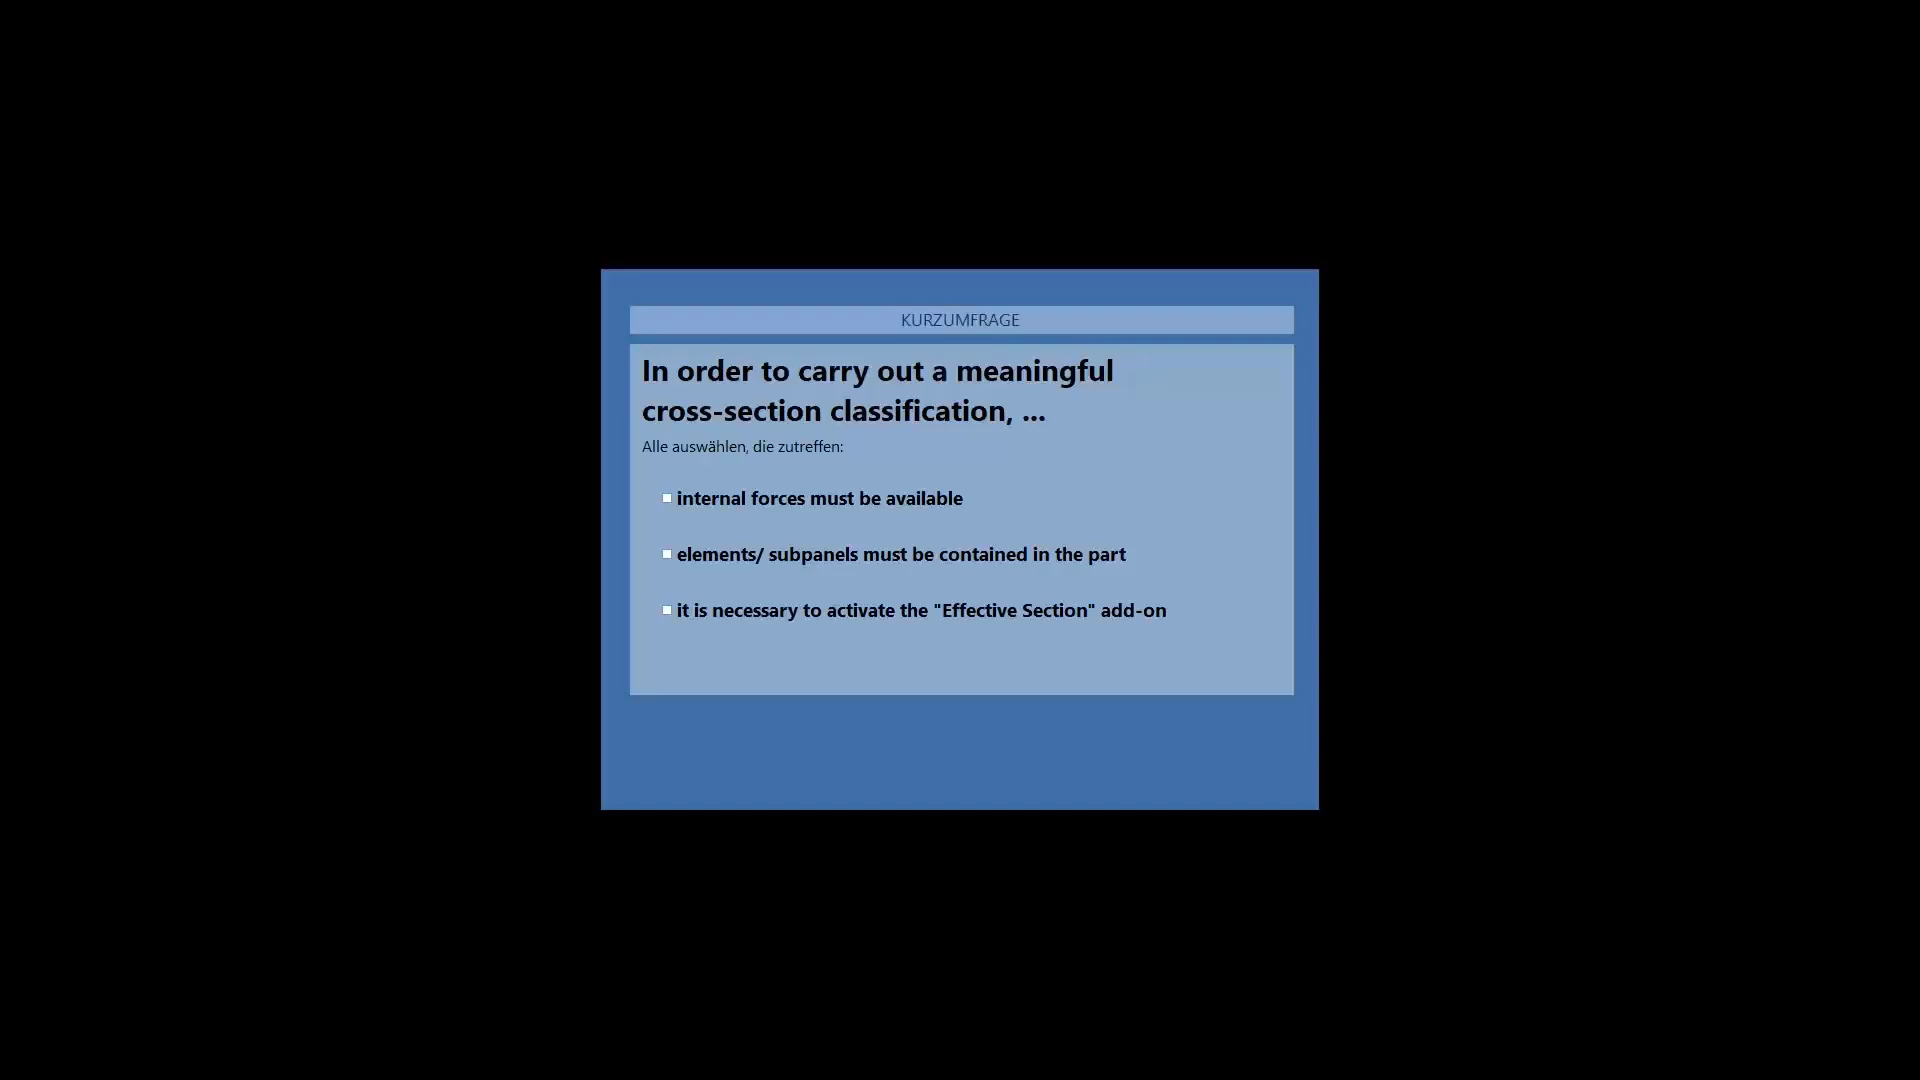 KURZUMFRAGE
In order to carry out a meaningful
cross-section classification, ...
Alle auswählen, die zutreffen:
internal forces must be available
elements/ subpanels must be contained in the part
it is necessary to activate the "Effective Section" add-on